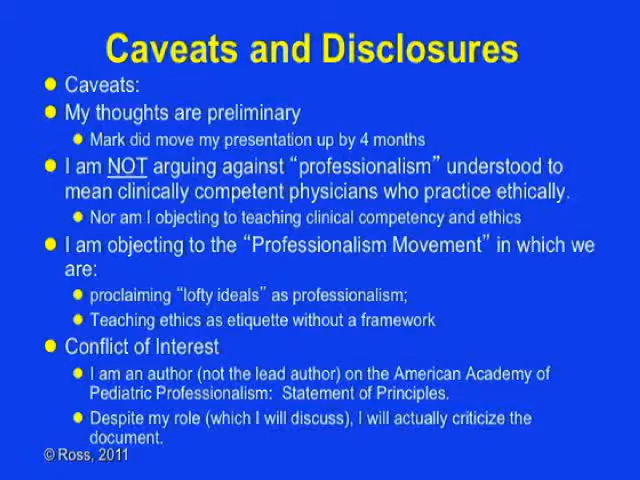 Caveats and Disclosures
Caveats:
My thoughts are preliminary
Mark did move my presentation up by 4 months
I am NOT arguing against “professionalism” understood to
mean clinically competent physicians who practice ethically.
Nor am I objecting to teaching clinical competency and ethics
I am objecting to the “Professionalism Movement” in which we
are:
proclaiming “lofty ideals” as professionalism;
Teaching ethics as etiquette without a framework
Conflict of Interest
I am an author (not the lead author) on the American Academy of
Pediatric Professionalism:  Statement of Principles.
Despite my role (which I will discuss), I will actually criticize the
document.
© Ross, 2011